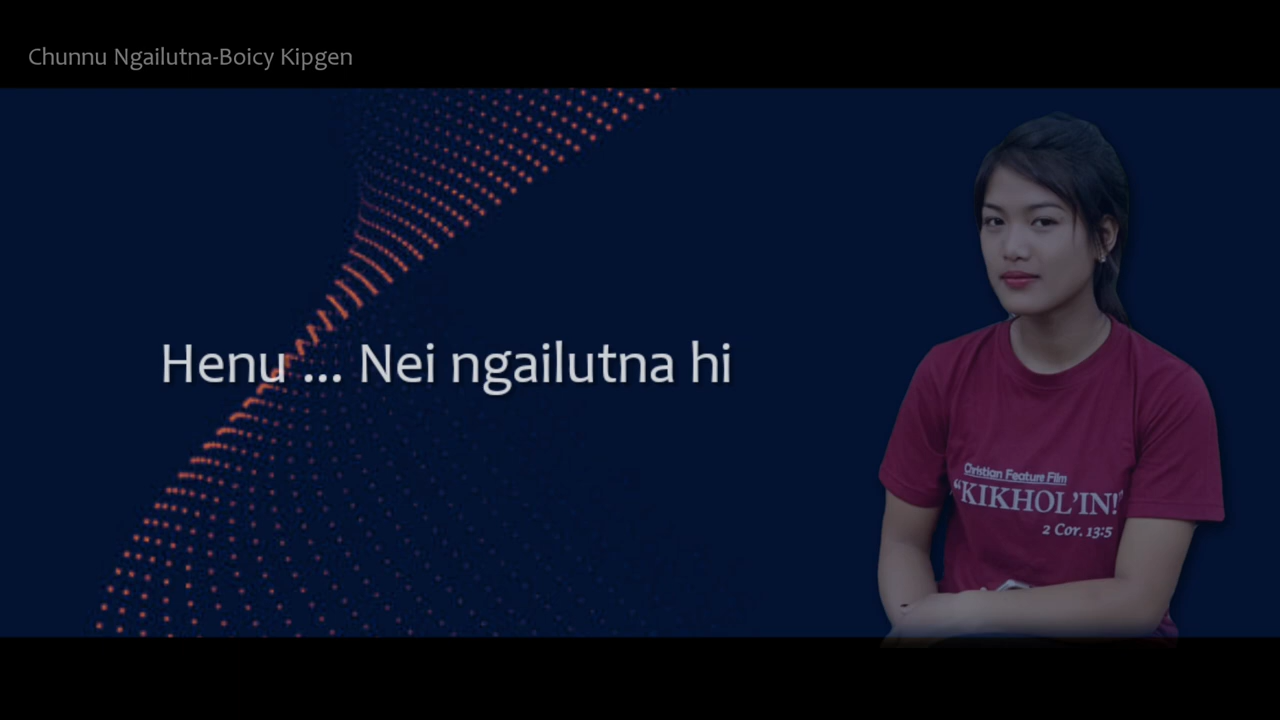 Chunnu Ngailutna-Boicy Kipgen
Henu ... Nei ngailutna hi
Christian Feature Film
"KIKHOL'IN!"
2 Cor. 13:5